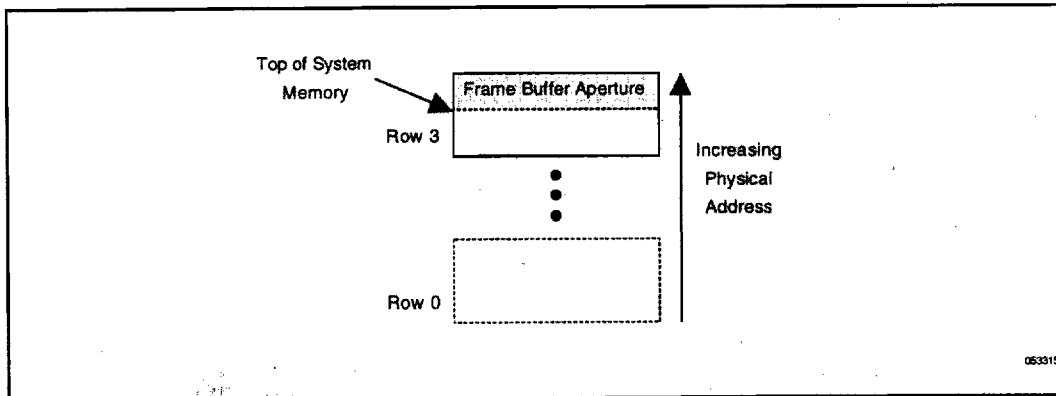 Top of System
Memory
Frame Buffer Aperture
Row 3
Increasing
Physical
Address
Row 0
053315